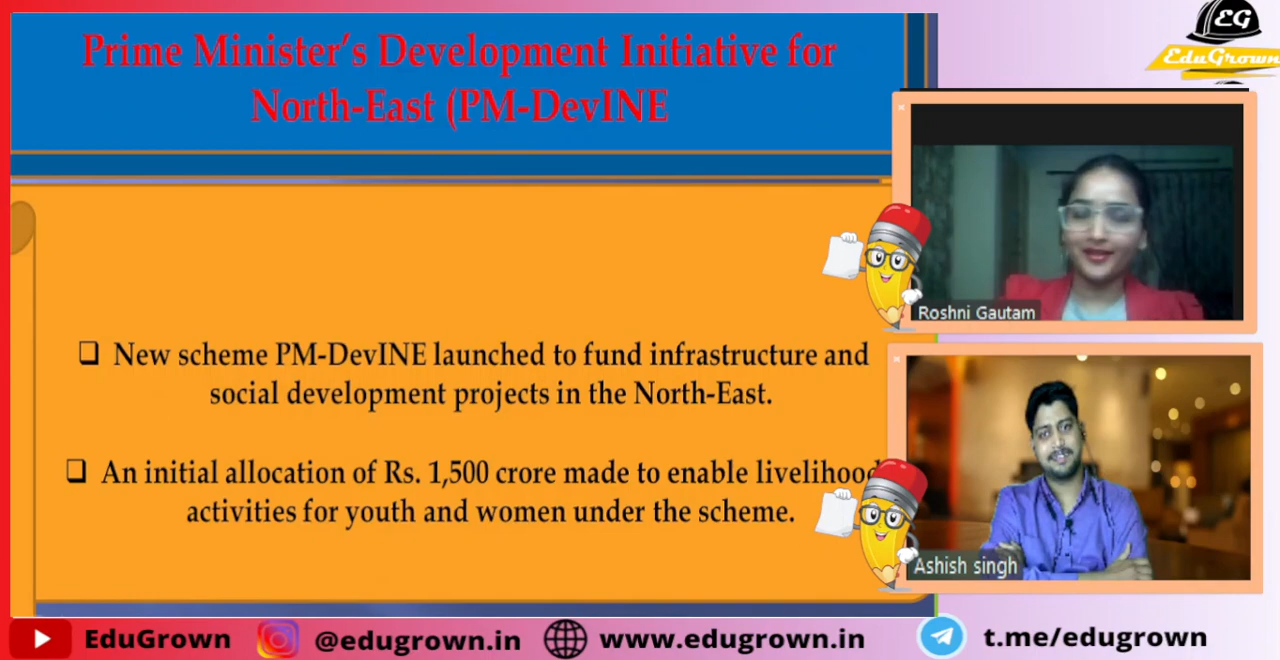 Prime Minister's Development Initiative for
North-East (PM-DevINE
❑ New scheme PM-DevINE launched to fund infrastructure and
social development projects in the North-East.
❑ An initial allocation of Rs. 1,500 crore made to enable livelihood
activities for youth and women under the scheme.
EG
EduGrown
Roshni Gautam
Ashish singh
EduGrown @edugrown.in www.edugrown.in t.me/edugrown